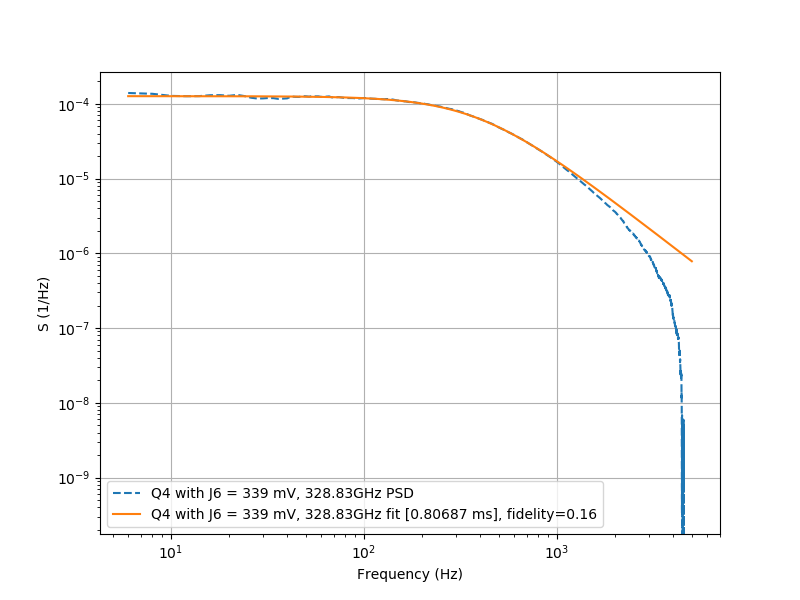 10⁻⁴
10⁻⁵
10⁻⁶
10⁻⁷
10⁻⁸
10⁻⁹
S (1/Hz)
Q4 with J6 = 339 mV, 328.83GHz PSD
Q4 with J6 = 339 mV, 328.83GHz fit [0.80687 ms], fidelity=0.16
10¹ 10² 10³
Frequency (Hz)